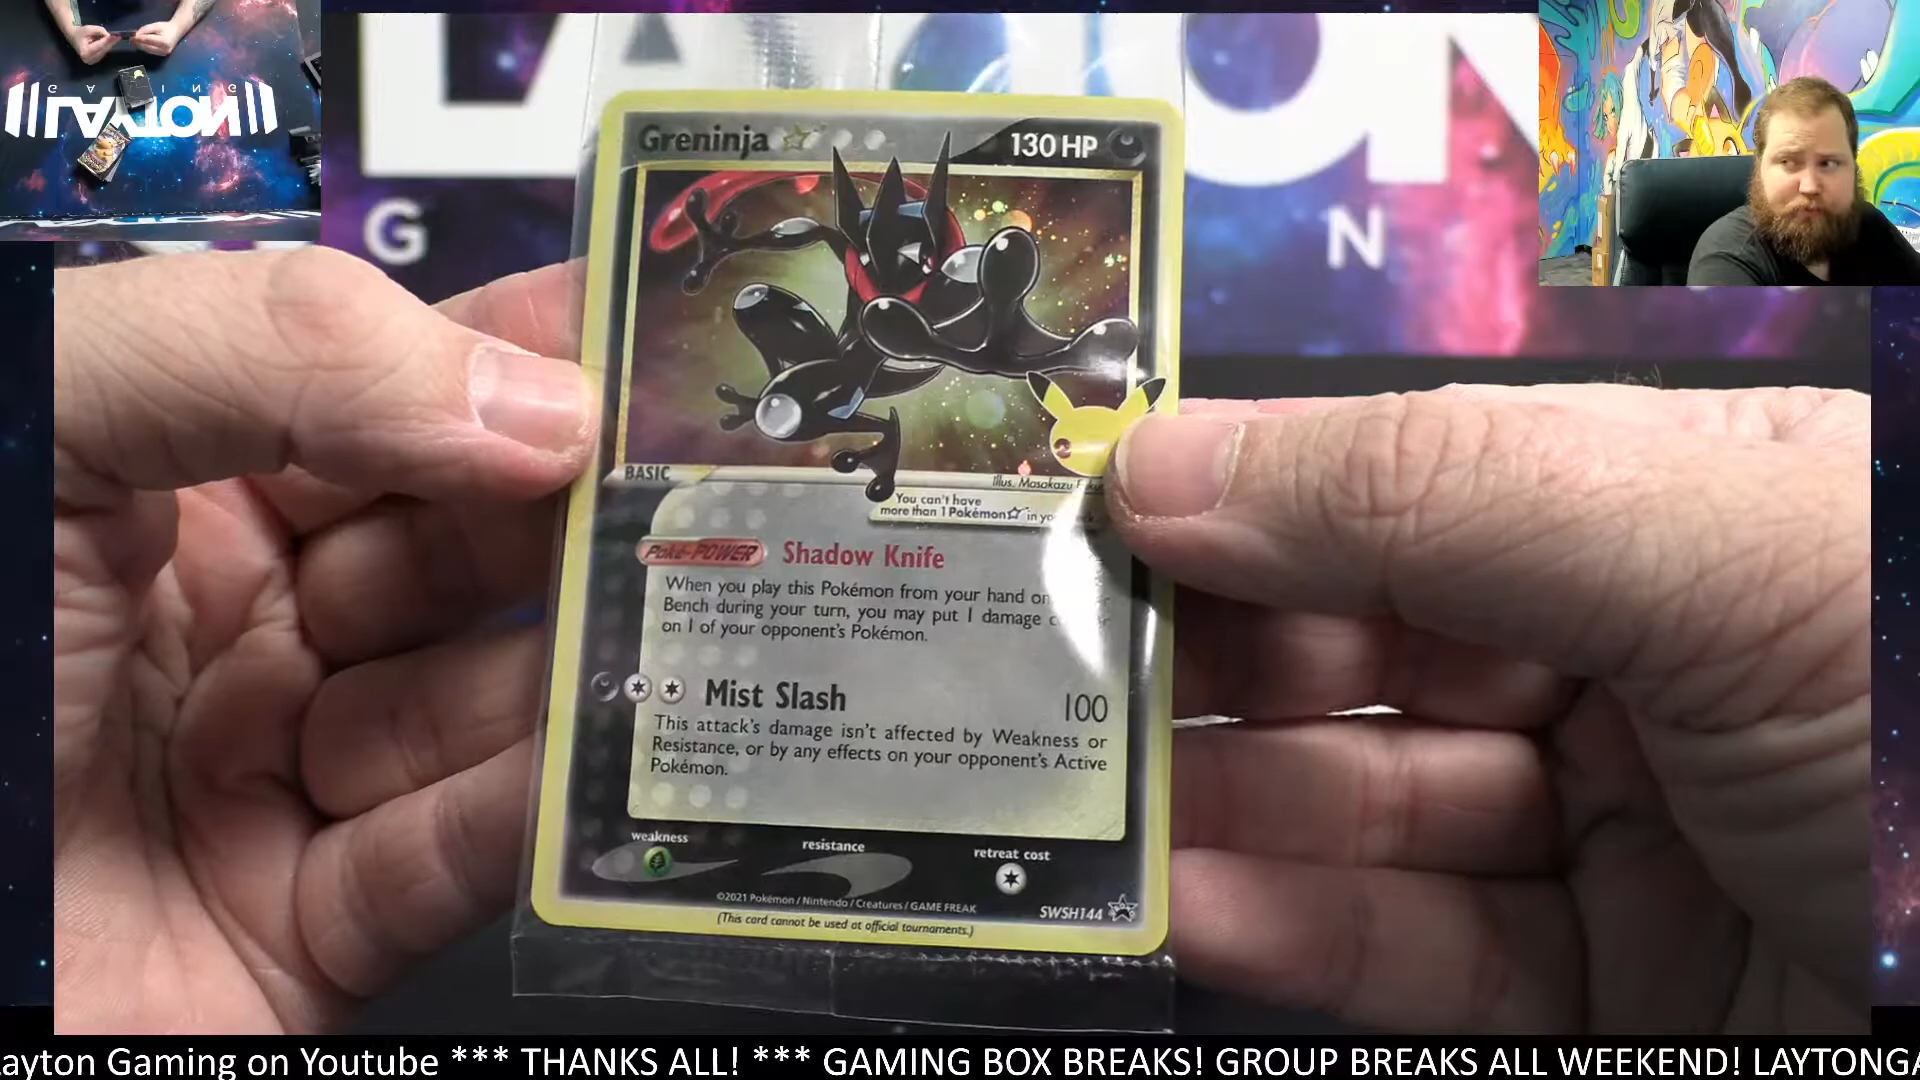 Greninja ☆
130 HP
BASIC
illus. Masakazu
You can't have
more than 1 Pokémon☆ in
Poké-POWER Shadow Knife
When you play this Pokémon from your hand
Bench during your turn, you may put 1 damage
on 1 of your opponent's Pokémon.
Mist Slash 100
This attack's damage isn't affected by Weakness or
Resistance, or by any effects on your opponent's Active
Pokémon.
weakness resistance retreat cost
©2021 Pokémon / Nintendo / Creatures / GAME FREAK
SWSH144
(This card cannot be used at official tournaments.)
G N
ayton Gaming on Youtube *** THANKS ALL! *** GAMING BOX BREAKS! GROUP BREAKS ALL WEEKEND! LAYTONGA